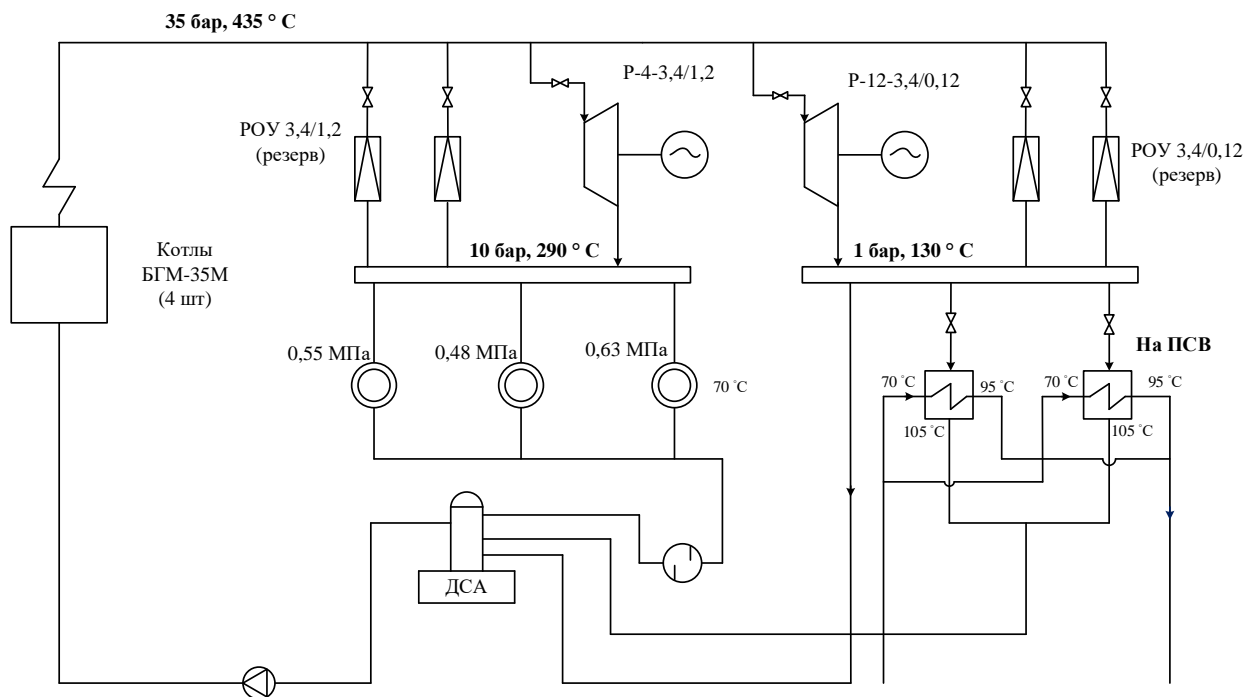 35 бар, 435 ° С
Р-4-3,4/1,2
Р-12-3,4/0,12
РОУ 3,4/1,2
(резерв)
РОУ 3,4/0,12
(резерв)
10 бар, 290 ° С
1 бар, 130 ° С
Котлы
БГМ-35М
(4 шт)
0,55 МПа
0,48 МПа
0,63 МПа
70 °С
На ПСВ
70 °С
95 °С
70 °С
95 °С
105 °С
105 °С
ДСА